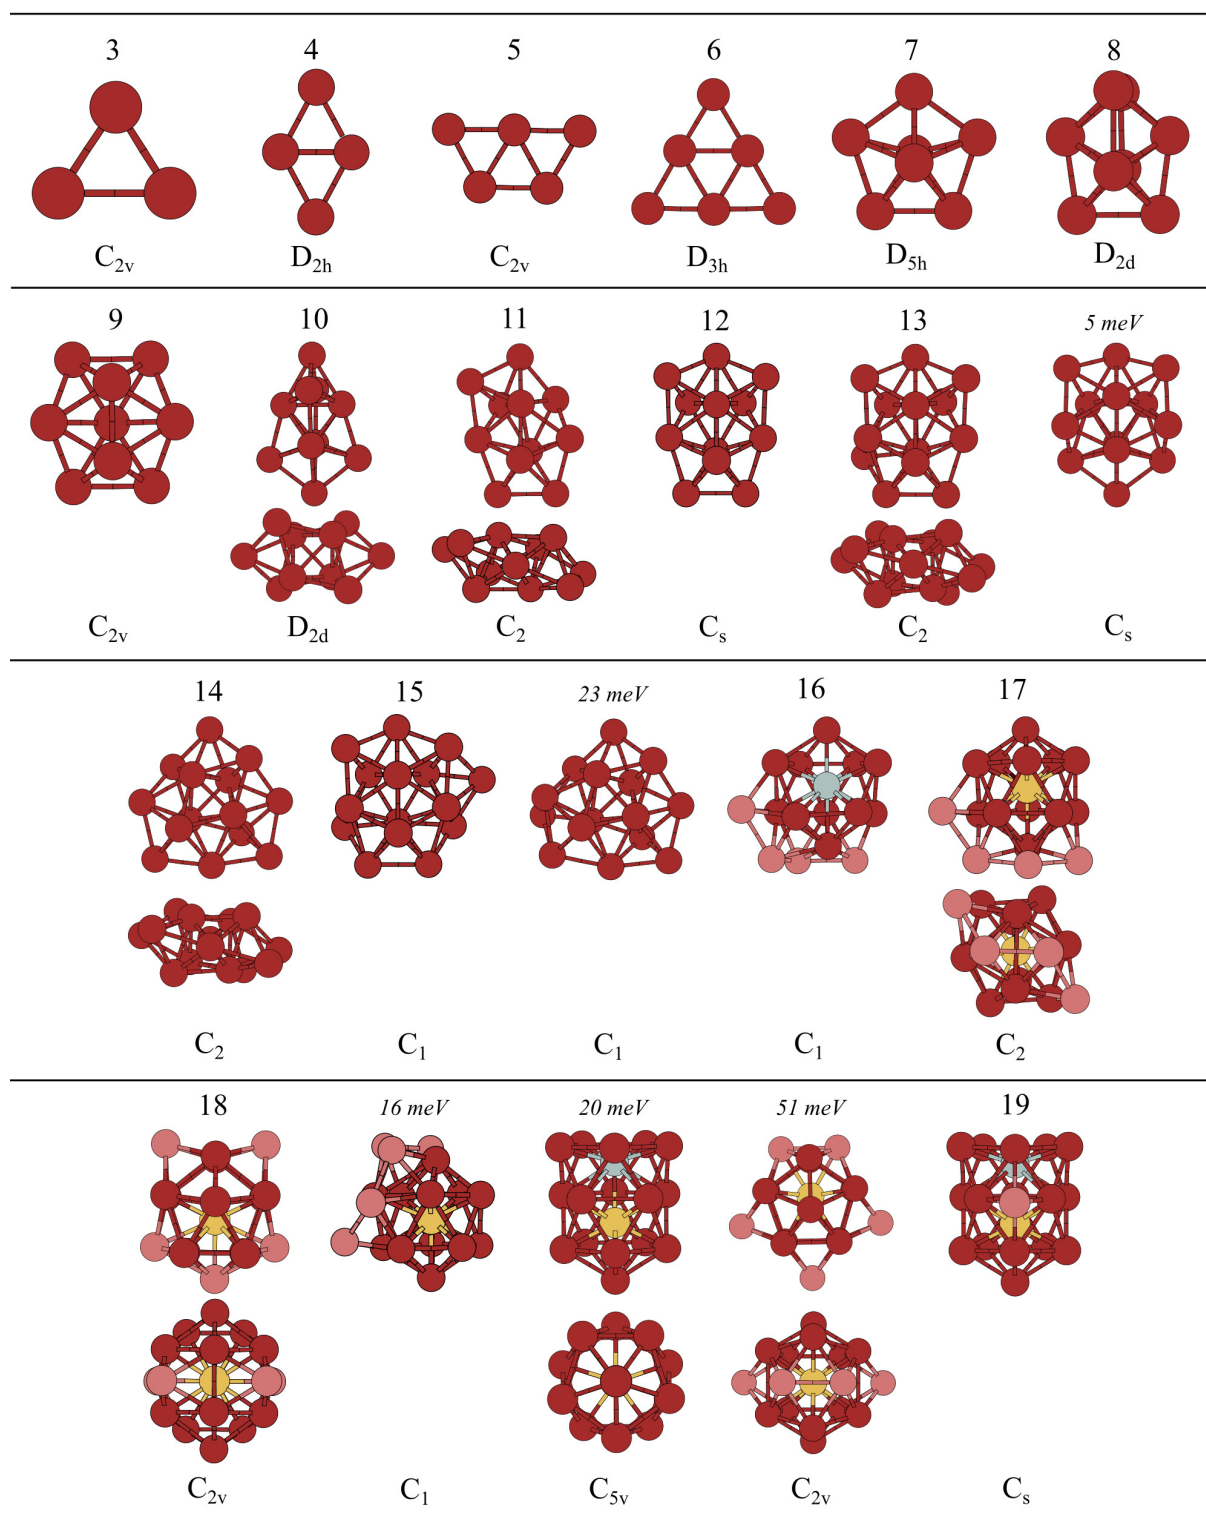 3 4 5 6 7 8
C2v D2h C2v D3h D5h D2d
9 10 11 12 13 5 meV
C2v D2d C2 Cs C2 Cs
14 15 23 meV 16 17
C2 C1 C1 C1 C2
18 16 meV 20 meV 51 meV 19
C2v C1 C5v C2v Cs